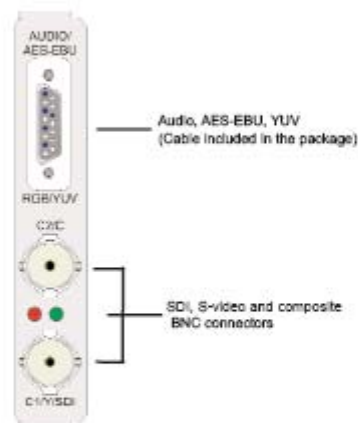 AUDIO/
AES-EBU
Audio, AES-EBU, YUV
(Cable included in the package)
RGB/YUV
C2/C
SDI, S-video and composite
BNC connectors
C1/Y/SDI